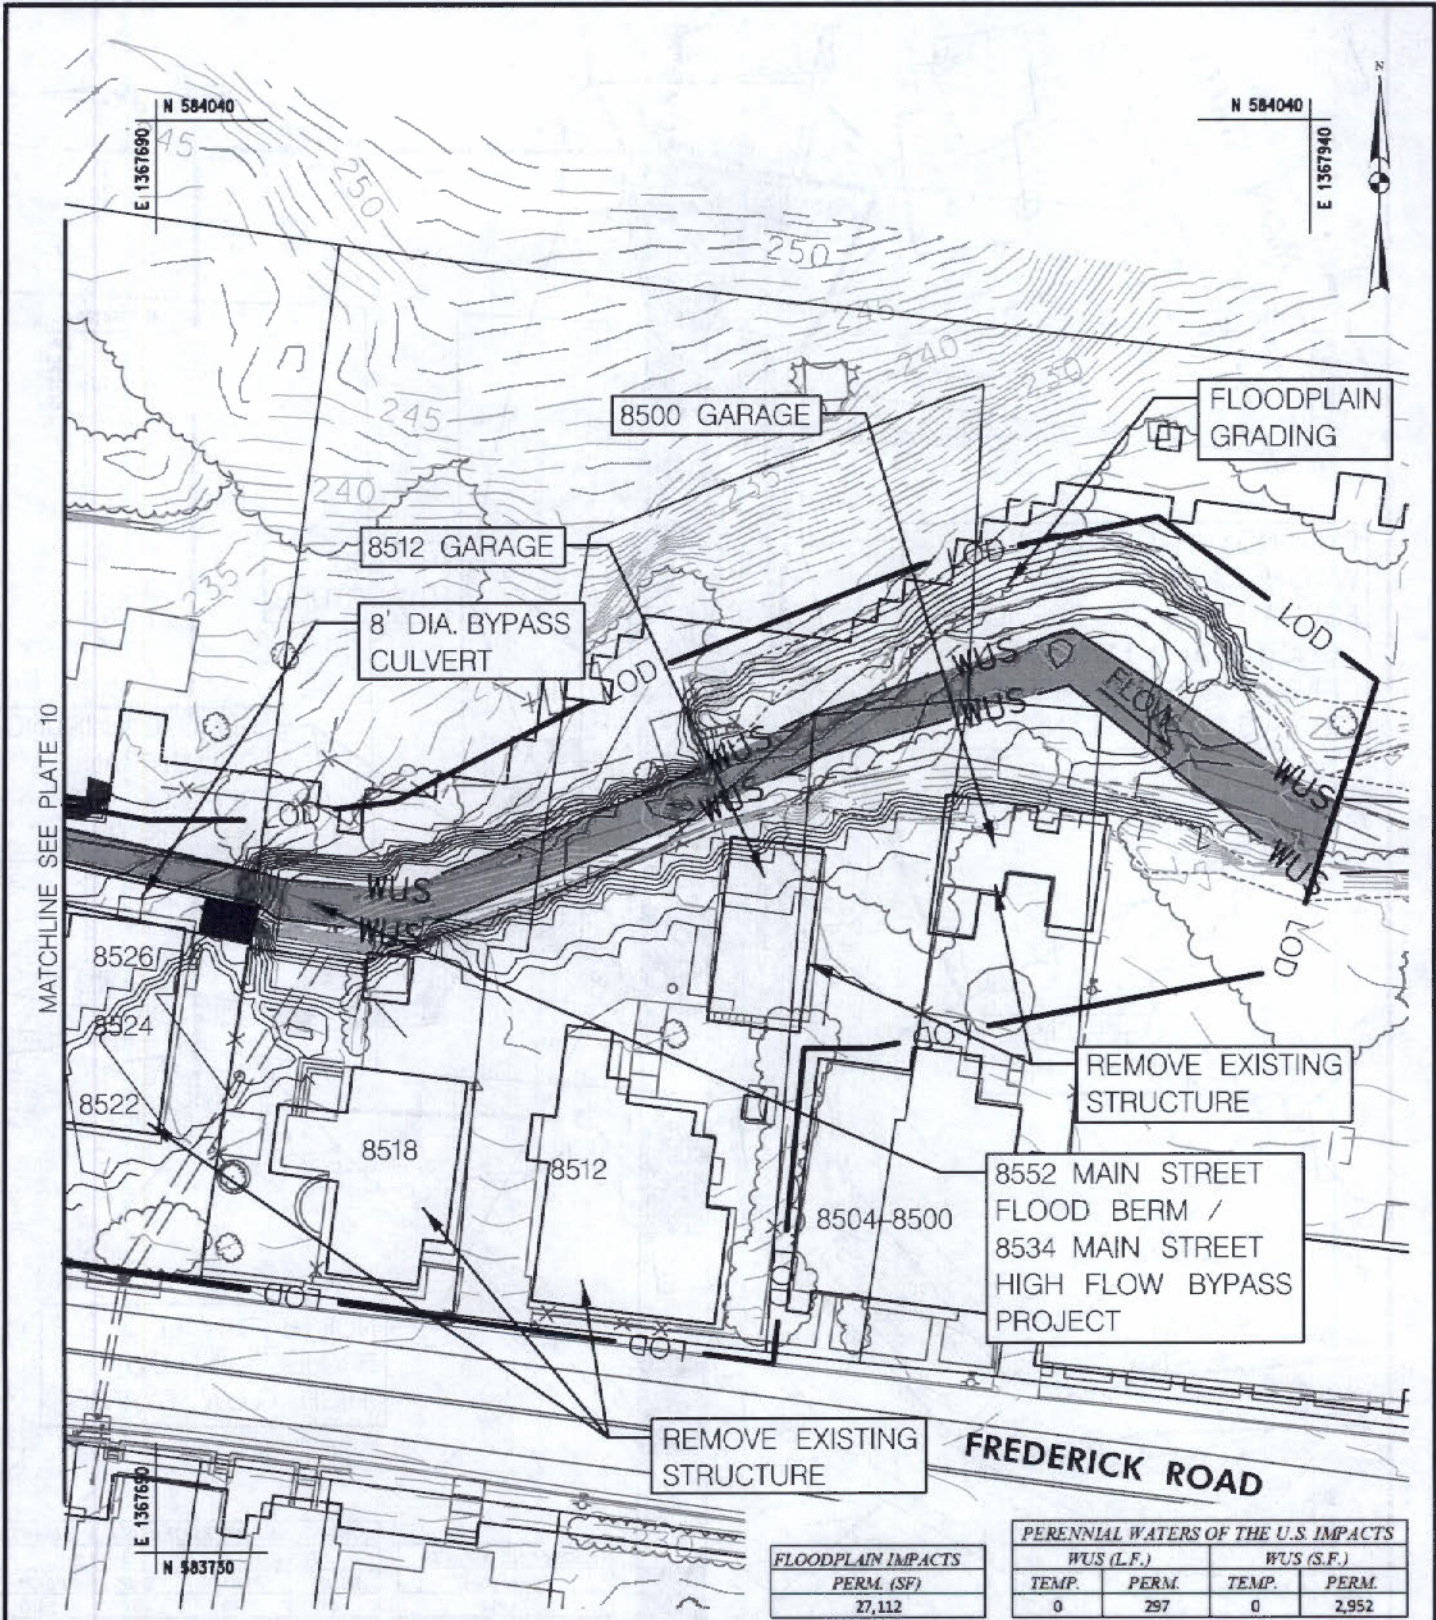 N
N 584040
E 1367690
N 584040
E 1367940
45
250
250
245
240
230
245
8500 GARAGE
FLOODPLAIN
GRADING
235
240
8512 GARAGE
LOD
235
8' DIA. BYPASS
CULVERT
LOD
LOD
WUS
WUS
FLOW
MATCHLINE SEE PLATE 10
WUS
WUS
WUS
WUS
LOD
WUS
WUS
8526
LOD
8524
LOD
REMOVE EXISTING
STRUCTURE
8522
8518
8512
8504-8500
8552 MAIN STREET
FLOOD BERM /
8534 MAIN STREET
HIGH FLOW BYPASS
PROJECT
LOD
LOD
REMOVE EXISTING
STRUCTURE
FREDERICK ROAD
E 1367690
N 583750
230
FLOODPLAIN IMPACTS
PERM. (SF)
27,112
PERENNIAL WATERS OF THE U.S. IMPACTS
WUS (L.F.) WUS (S.F.)
TEMP. PERM. TEMP. PERM.
0 297 0 2,952